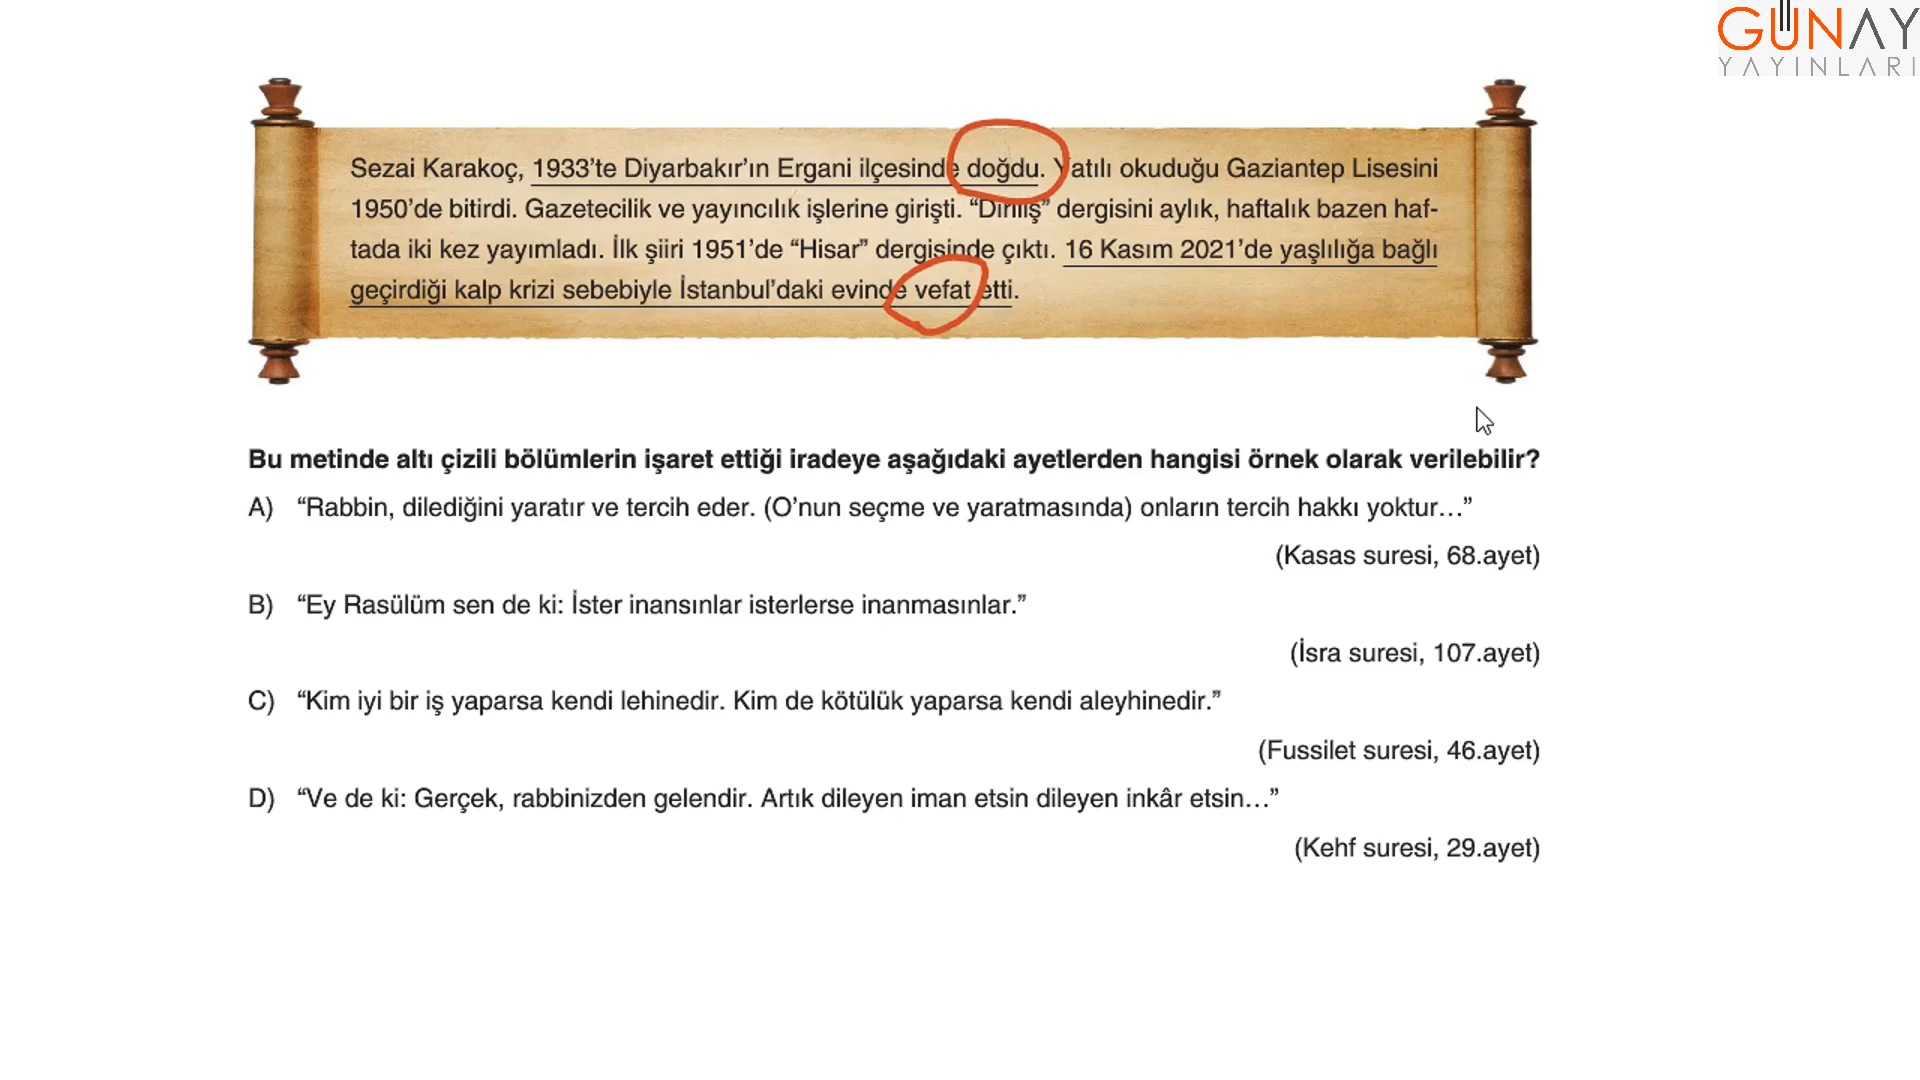 GÜNAY
YAYINLARI
Sezai Karakoç, 1933’te Diyarbakır’ın Ergani ilçesinde doğdu. Yatılı okuduğu Gaziantep Lisesini
1950’de bitirdi. Gazetecilik ve yayıncılık işlerine girişti. “Diriliş” dergisini aylık, haftalık bazen haf-
tada iki kez yayımladı. İlk şiiri 1951’de “Hisar” dergisinde çıktı. 16 Kasım 2021’de yaşlılığa bağlı
geçirdiği kalp krizi sebebiyle İstanbul’daki evinde vefat etti.
Bu metinde altı çizili bölümlerin işaret ettiği iradeye aşağıdaki ayetlerden hangisi örnek olarak verilebilir?
A) “Rabbin, dilediğini yaratır ve tercih eder. (O’nun seçme ve yaratmasında) onların tercih hakkı yoktur…”
(Kasas suresi, 68.ayet)
B) “Ey Rasülüm sen de ki: İster inansınlar isterlerse inanmasınlar.”
(İsra suresi, 107.ayet)
C) “Kim iyi bir iş yaparsa kendi lehinedir. Kim de kötülük yaparsa kendi aleyhinedir.”
(Fussilet suresi, 46.ayet)
D) “Ve de ki: Gerçek, rabbinizden gelendir. Artık dileyen iman etsin dileyen inkâr etsin…”
(Kehf suresi, 29.ayet)